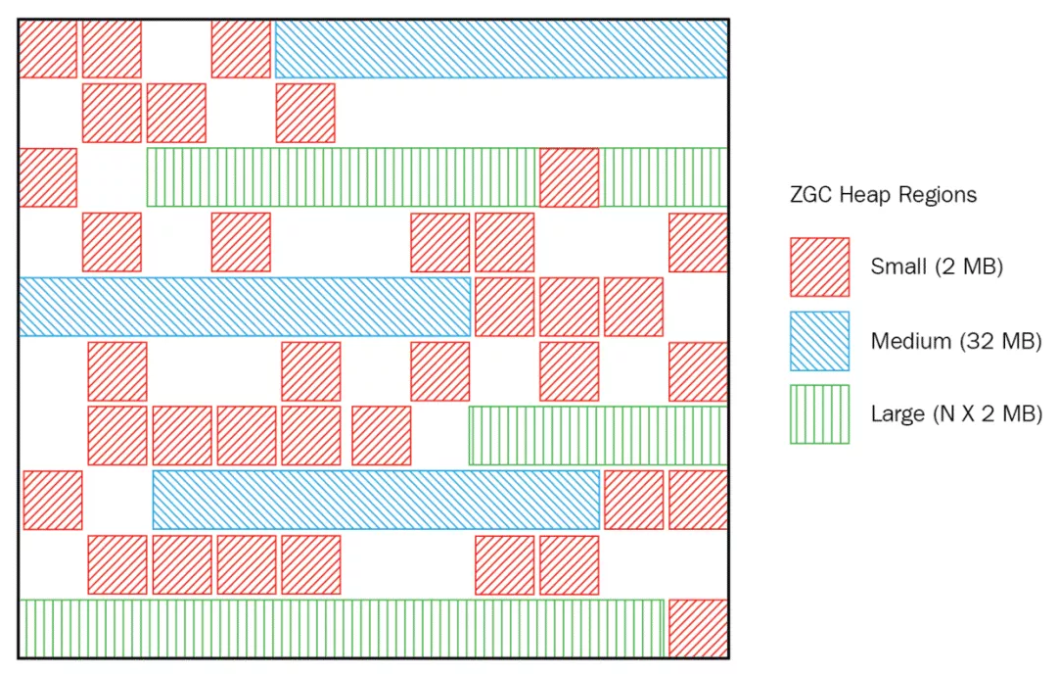 ZGC Heap Regions
Small (2 MB)
Medium (32 MB)
Large (N X 2 MB)